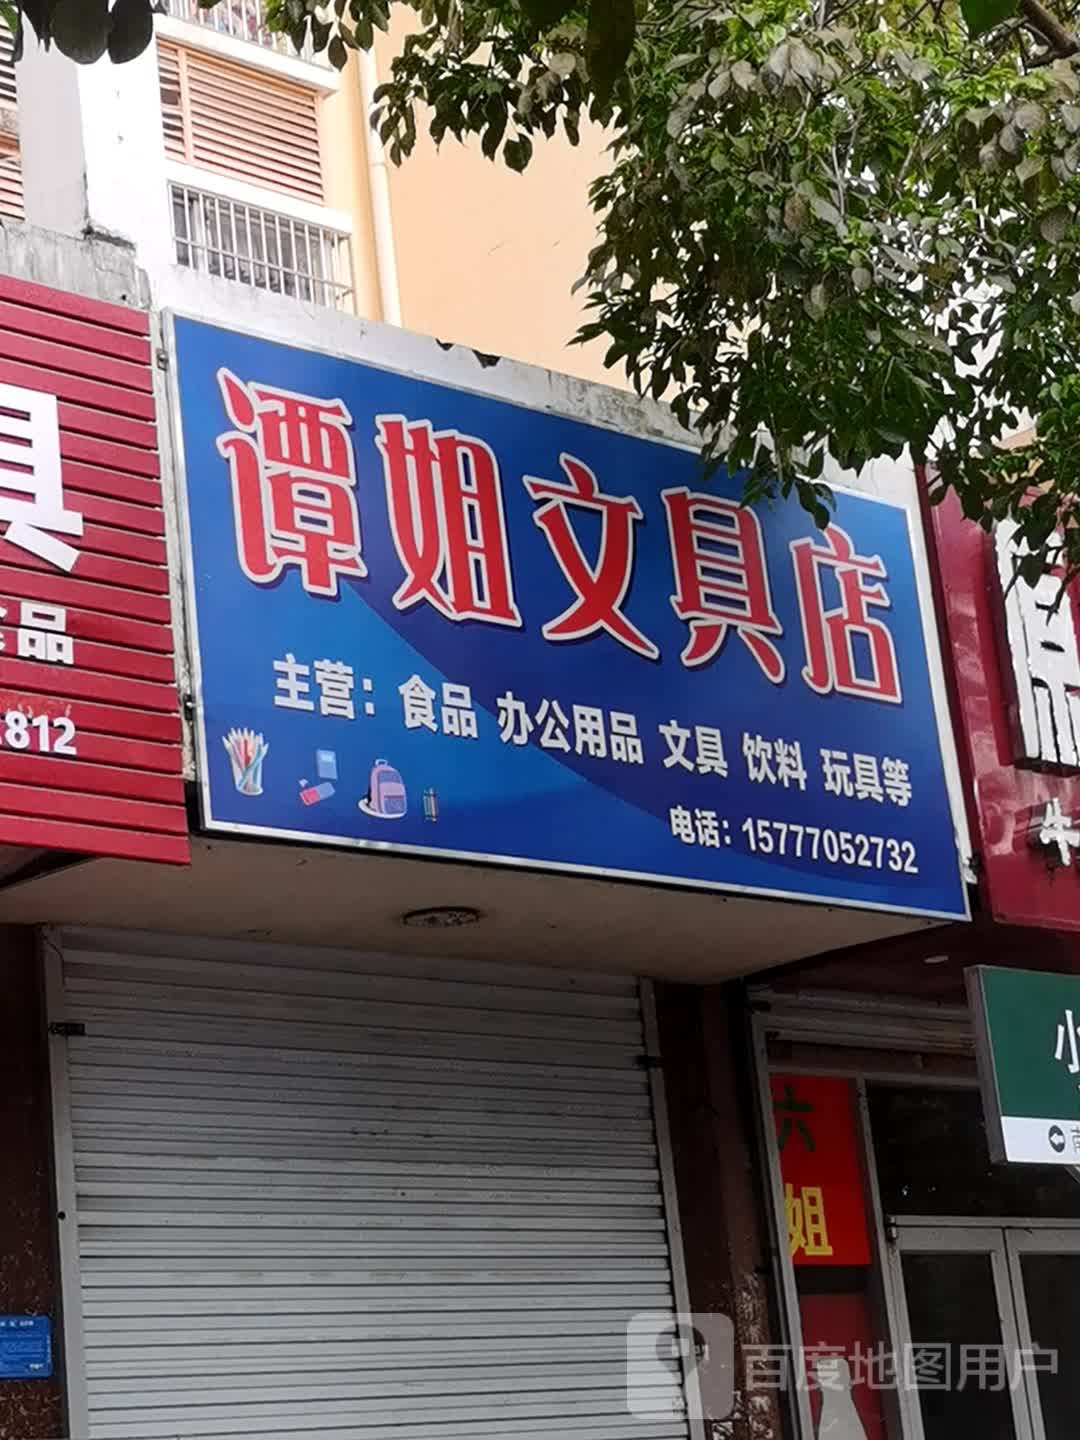 谭姐文具店
主营：食品 办公用品 文具 饮料 玩具等
电话：15777052732
具
品
812
小
六
姐
百度地图用户